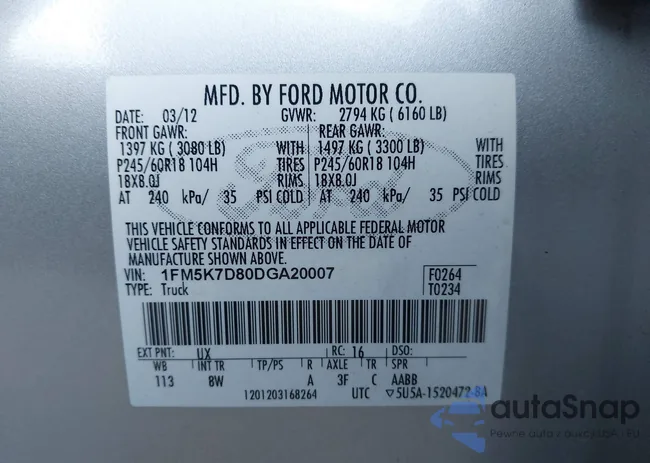 MFD. BY FORD MOTOR CO.
DATE: 03/12 GVWR: 2794 KG ( 6160 LB)
FRONT GAWR: REAR GAWR:
1397 KG ( 3080 LB) WITH 1497 KG ( 3300 LB) WITH
P245/60R18 104H TIRES P245/60R18 104H TIRES
18X8.0J RIMS 18X8.0J RIMS
AT 240 kPa/ 35 PSI COLD AT 240 kPa/ 35 PSI COLD
THIS VEHICLE CONFORMS TO ALL APPLICABLE FEDERAL MOTOR
VEHICLE SAFETY STANDARDS IN EFFECT ON THE DATE OF
MANUFACTURE SHOWN ABOVE.
VIN: 1FM5K7D80DGA20007 F0264
TYPE: Truck T0234
EXT PNT: UX RC: 16 DSO:
WB INT TR TP/PS R AXLE TR SPR
113 8W A 3F C AABB
1201203168264 UTC ▽5U5A-1520472-BA
autaSnap
Pewne auta z aukcji USA i EU